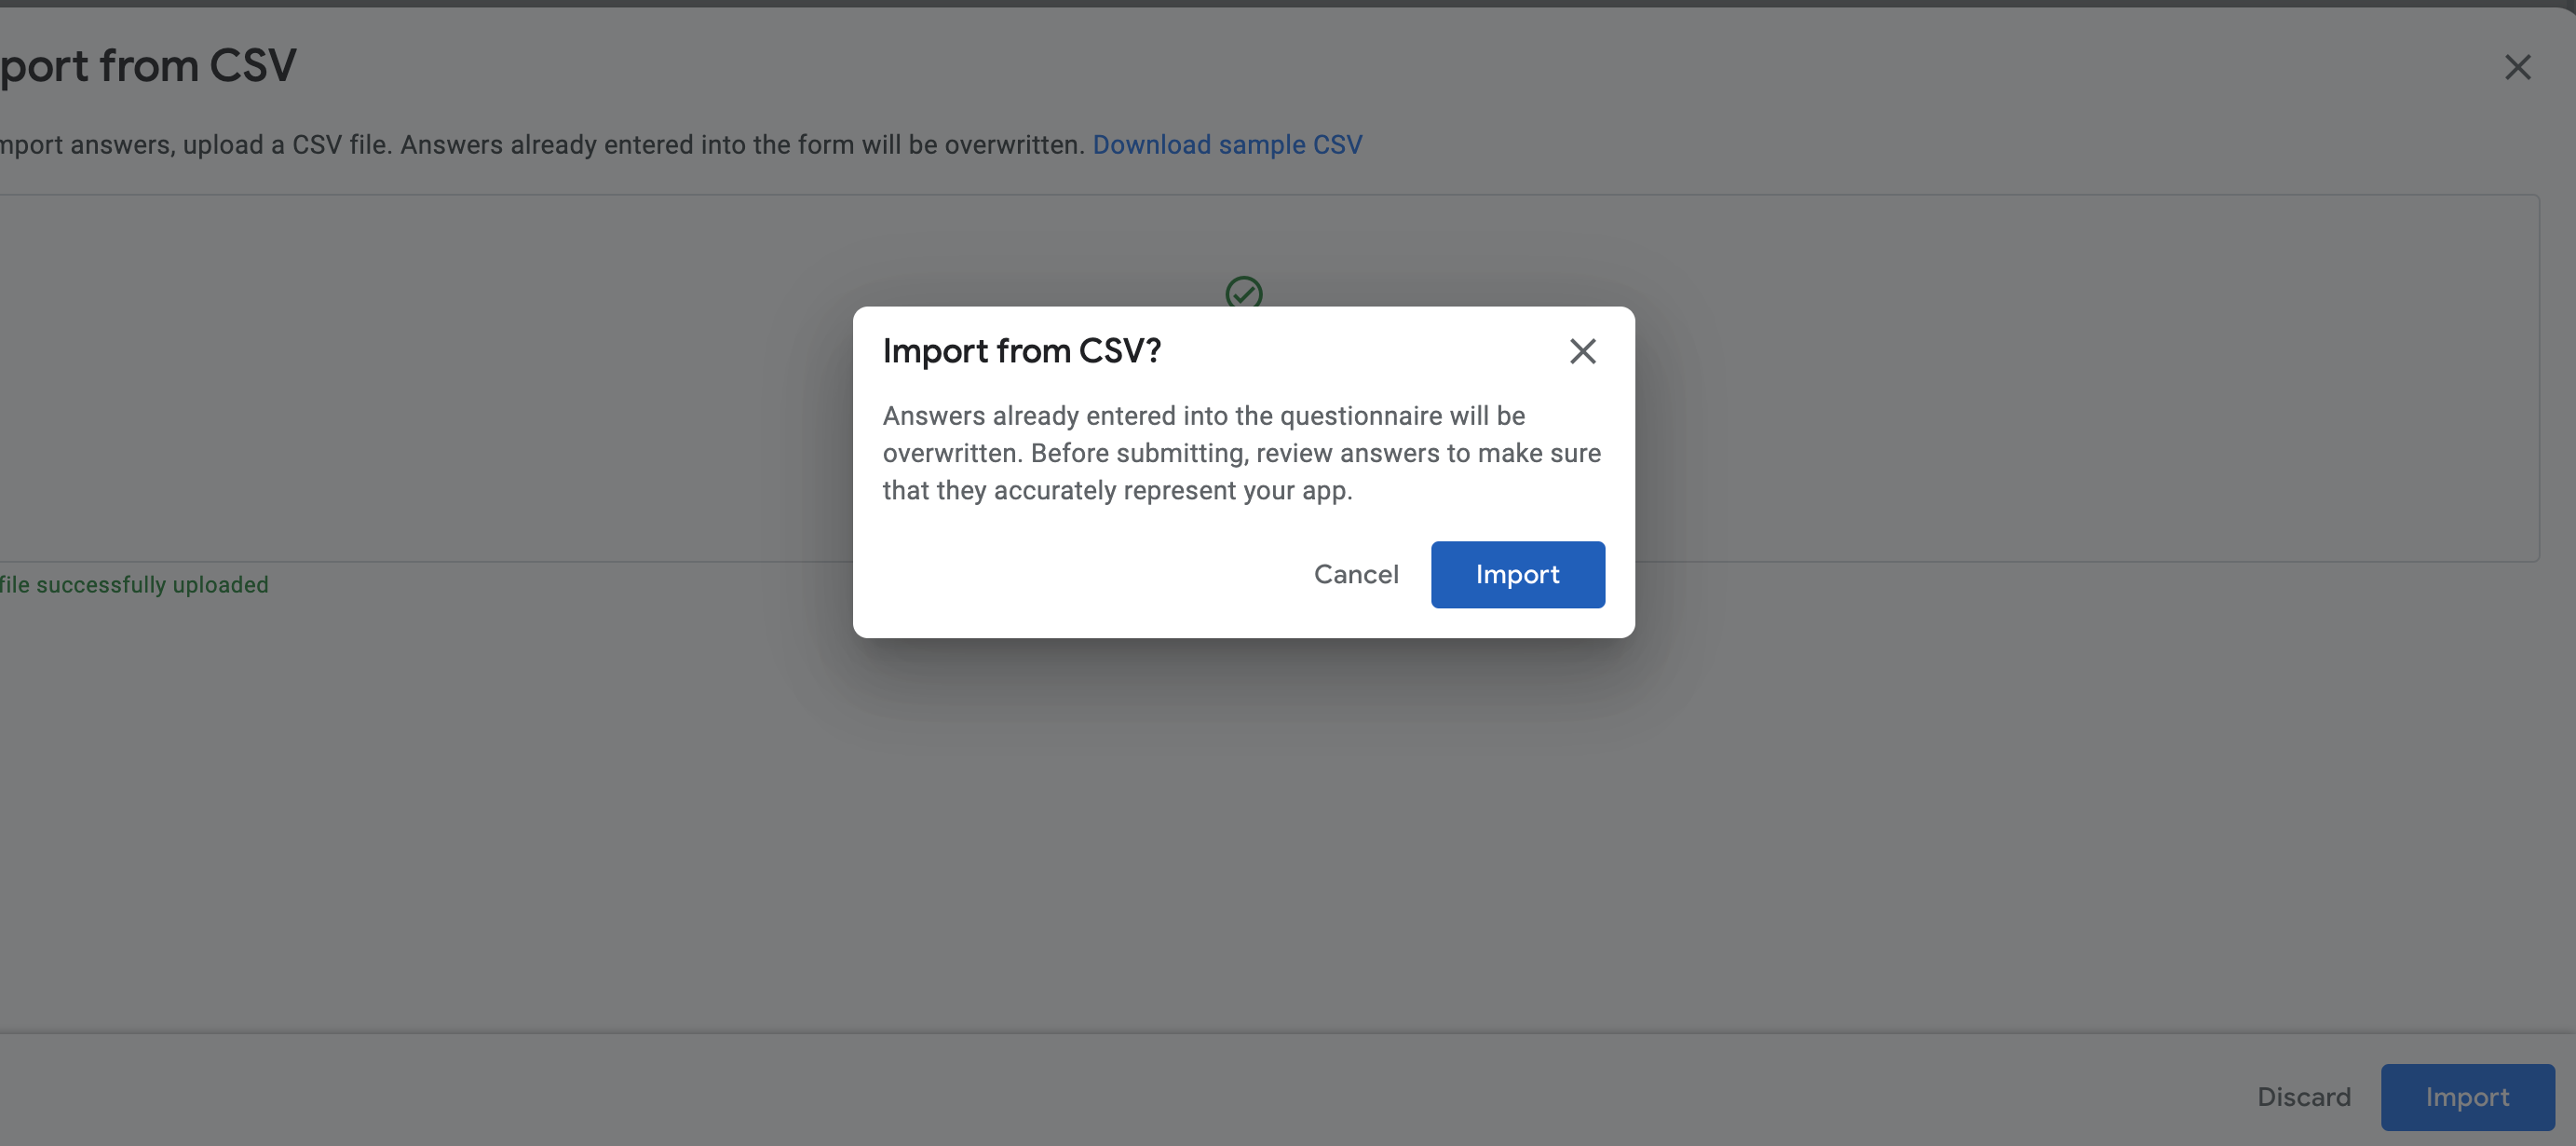 port from CSV
mport answers, upload a CSV file. Answers already entered into the form will be overwritten. Download sample CSV
Import from CSV?
Answers already entered into the questionnaire will be
overwritten. Before submitting, review answers to make sure
that they accurately represent your app.
Cancel Import
file successfully uploaded
Discard Import